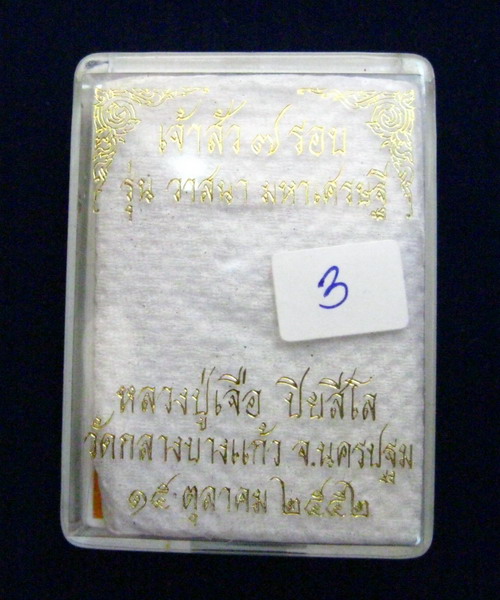 เจ้าสัว ๗ รอบ
รุ่น วาสนา มหาเศรษฐี
3
หลวงปู่เจือ ปิยสีโล
วัดกลางบางแก้ว จ.นครปฐม
๑๕ ตุลาคม ๒๕๕๒